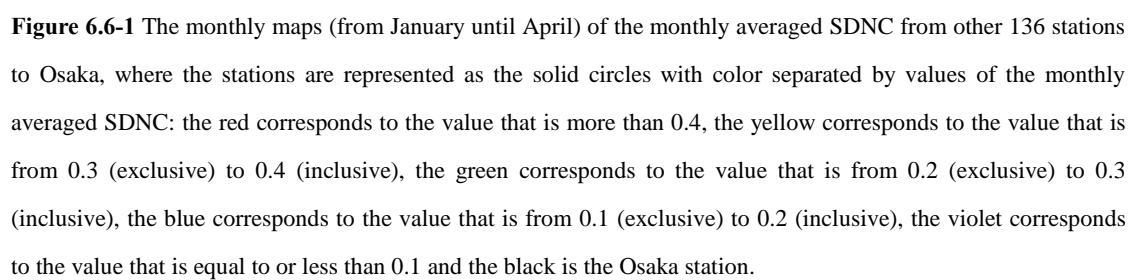 Figure 6.6-1 The monthly maps (from January until April) of the monthly averaged SDNC from other 136 stations
to Osaka, where the stations are represented as the solid circles with color separated by values of the monthly
averaged SDNC: the red corresponds to the value that is more than 0.4, the yellow corresponds to the value that is
from 0.3 (exclusive) to 0.4 (inclusive), the green corresponds to the value that is from 0.2 (exclusive) to 0.3
(inclusive), the blue corresponds to the value that is from 0.1 (exclusive) to 0.2 (inclusive), the violet corresponds
to the value that is equal to or less than 0.1 and the black is the Osaka station.